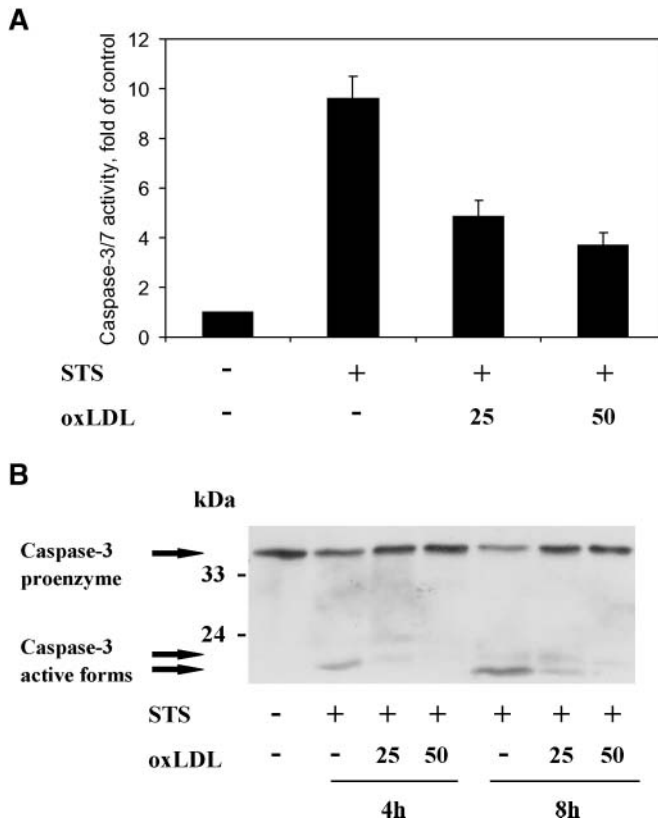 A
Caspase-3/7 activity, fold of control
12
10
8
6
4
2
0
STS - + + +
oxLDL - - 25 50
B
kDa
Caspase-3
proenzyme
33 -
24 -
Caspase-3
active forms
STS - + + + + + +
oxLDL - - 25 50 - 25 50
4h 8h